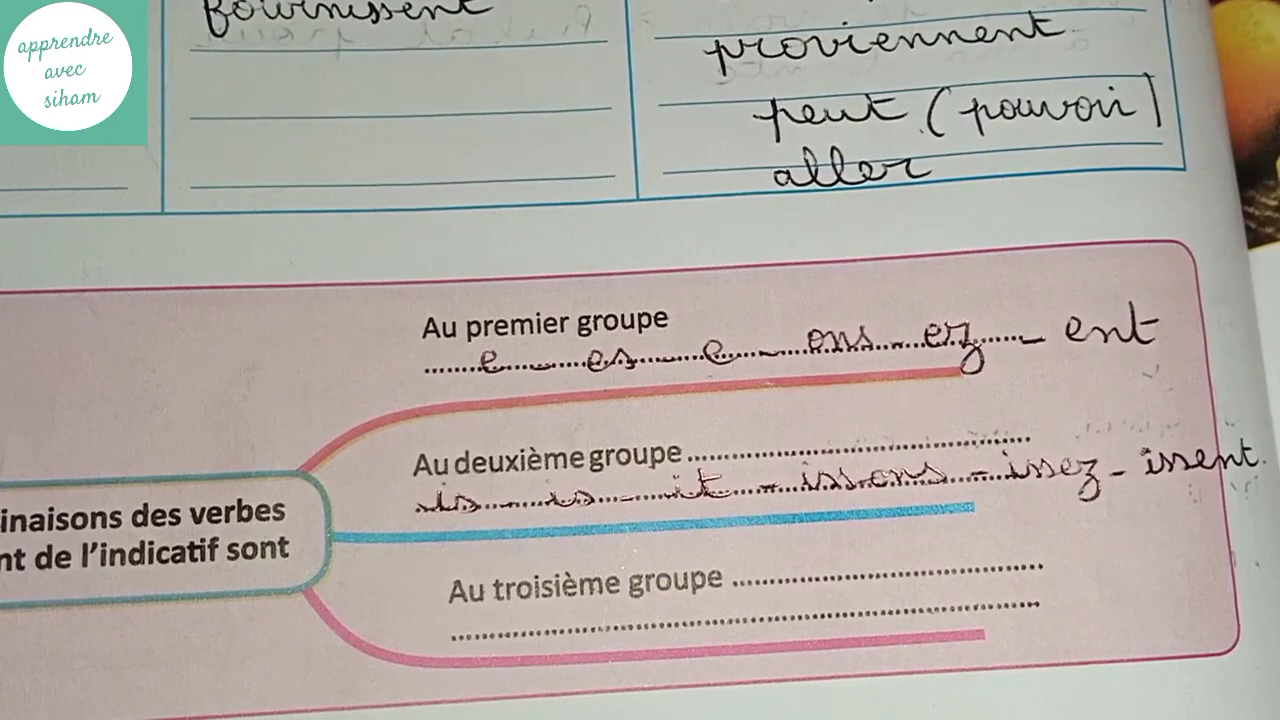 apprendre
avec
siham
fournissent
proviennent
peut (pouvoir)
aller
Au premier groupe
e - es - e - ons - ez - ent
Au deuxième groupe
is - is - it - issons - issez - issent.
inaisons des verbes
nt de l'indicatif sont
Au troisième groupe